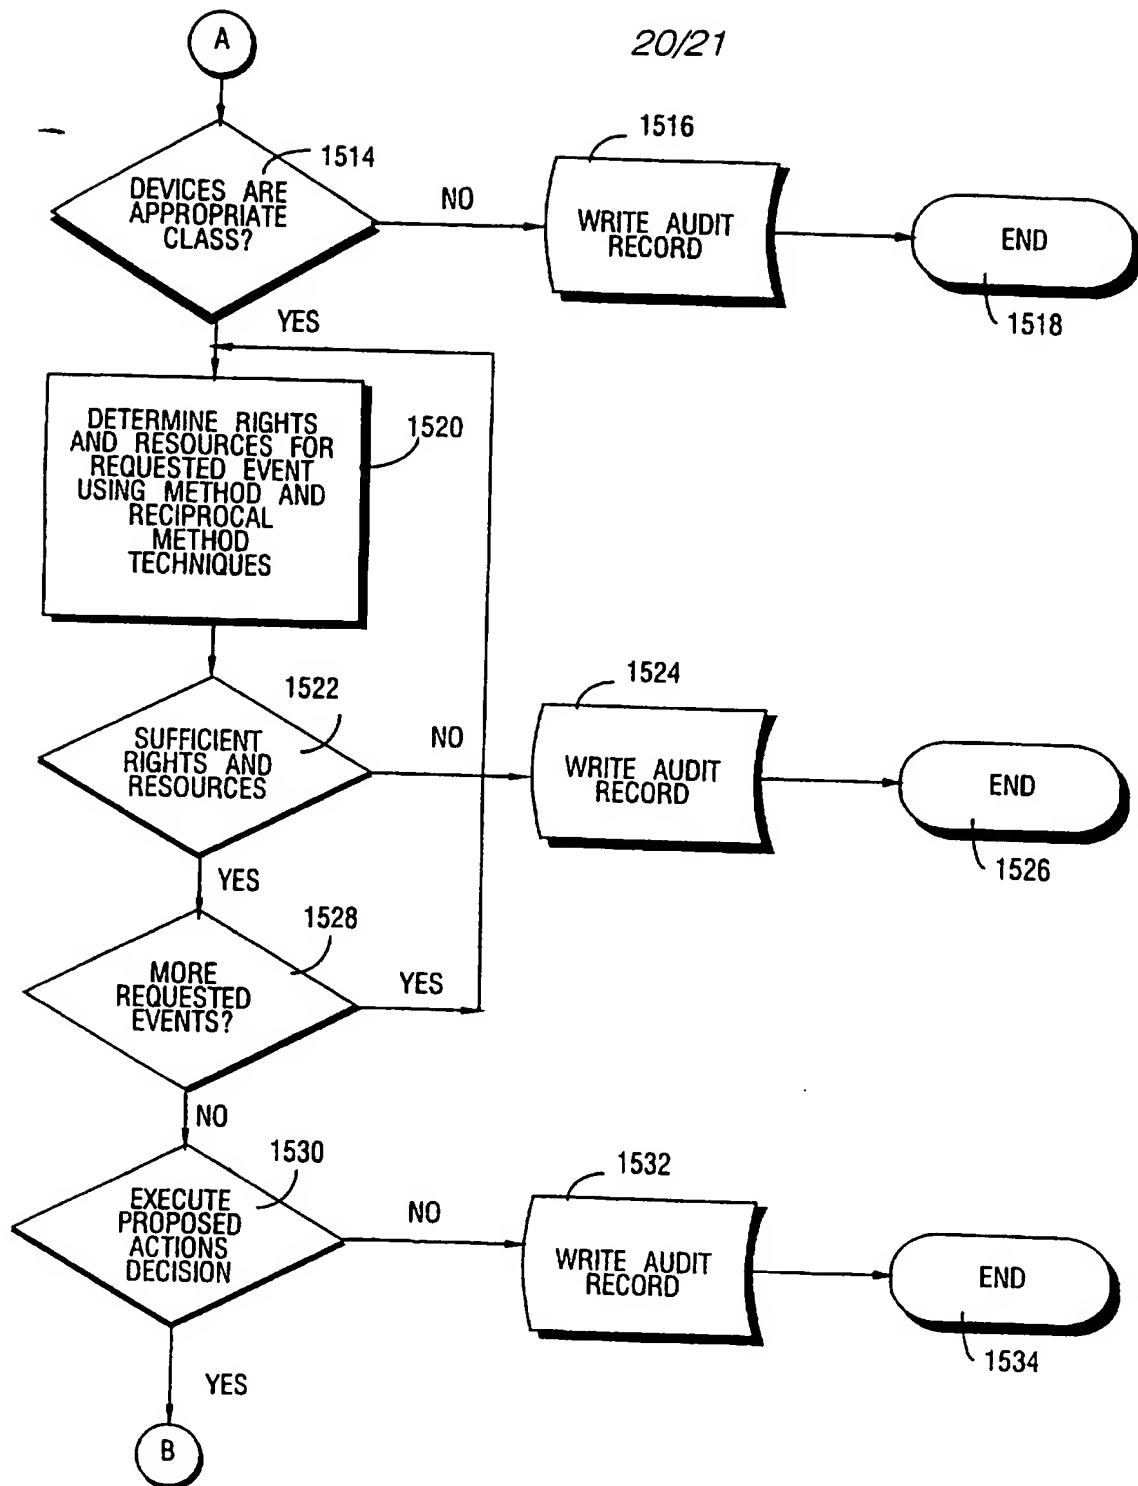 A
20/21
1514
DEVICES ARE
APPROPRIATE
CLASS?
NO
1516
WRITE AUDIT
RECORD
END
1518
YES
DETERMINE RIGHTS
AND RESOURCES FOR
REQUESTED EVENT
USING METHOD AND
RECIPROCAL
METHOD
TECHNIQUES
1520
1522
SUFFICIENT
RIGHTS AND
RESOURCES
NO
1524
WRITE AUDIT
RECORD
END
1526
YES
1528
MORE
REQUESTED
EVENTS?
YES
NO
1530
EXECUTE
PROPOSED
ACTIONS
DECISION
NO
1532
WRITE AUDIT
RECORD
END
1534
YES
B